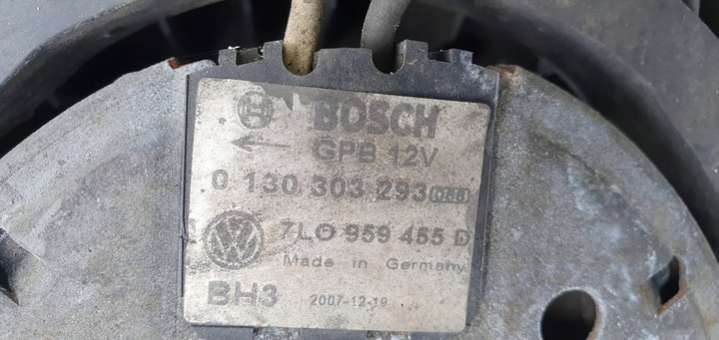 BOSCH
GPB 12V
0 130 303 293
7L0 959 455 D
Made in Germany
BH3 2007-12-19